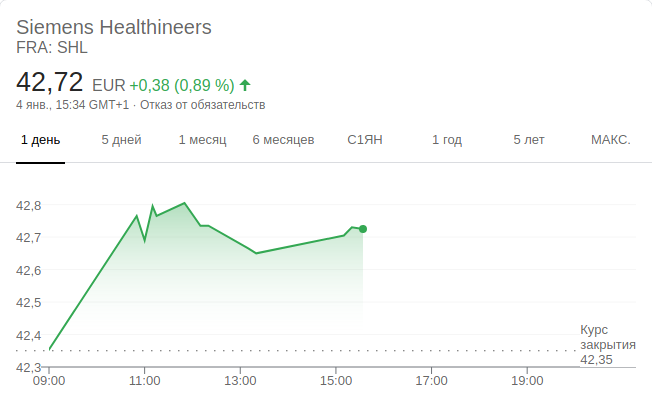 Siemens Healthineers
FRA: SHL
42,72 EUR +0,38 (0,89 %)
4 янв., 15:34 GMT+1 · Отказ от обязательств
1 день 5 дней 1 месяц 6 месяцев С1ЯН 1 год 5 лет МАКС.
42,8
42,7
42,6
42,5
42,4
42,3
Курс
закрытия
42,35
09:00 11:00 13:00 15:00 17:00 19:00